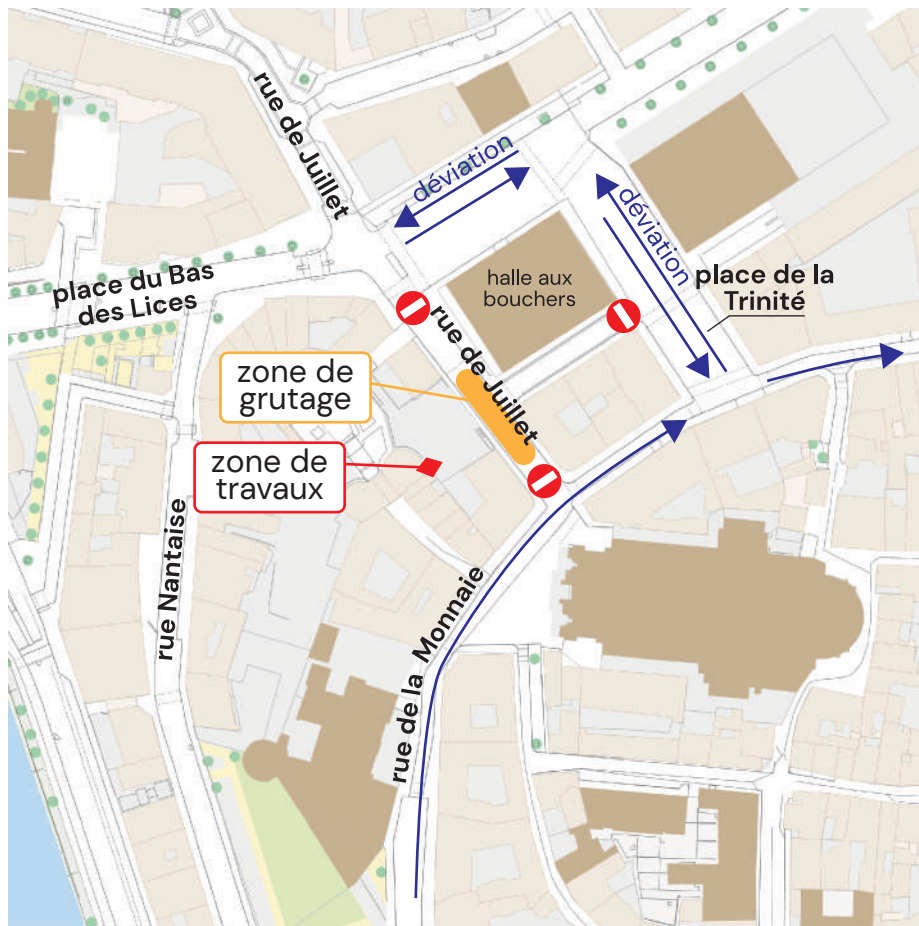 rue de Juillet
déviation
déviation
halle aux
bouchers
place de la
Trinité
place du Bas
des Lices
rue de Juillet
zone de
grutage
zone de
travaux
rue Nantaise
rue de la Monnaie